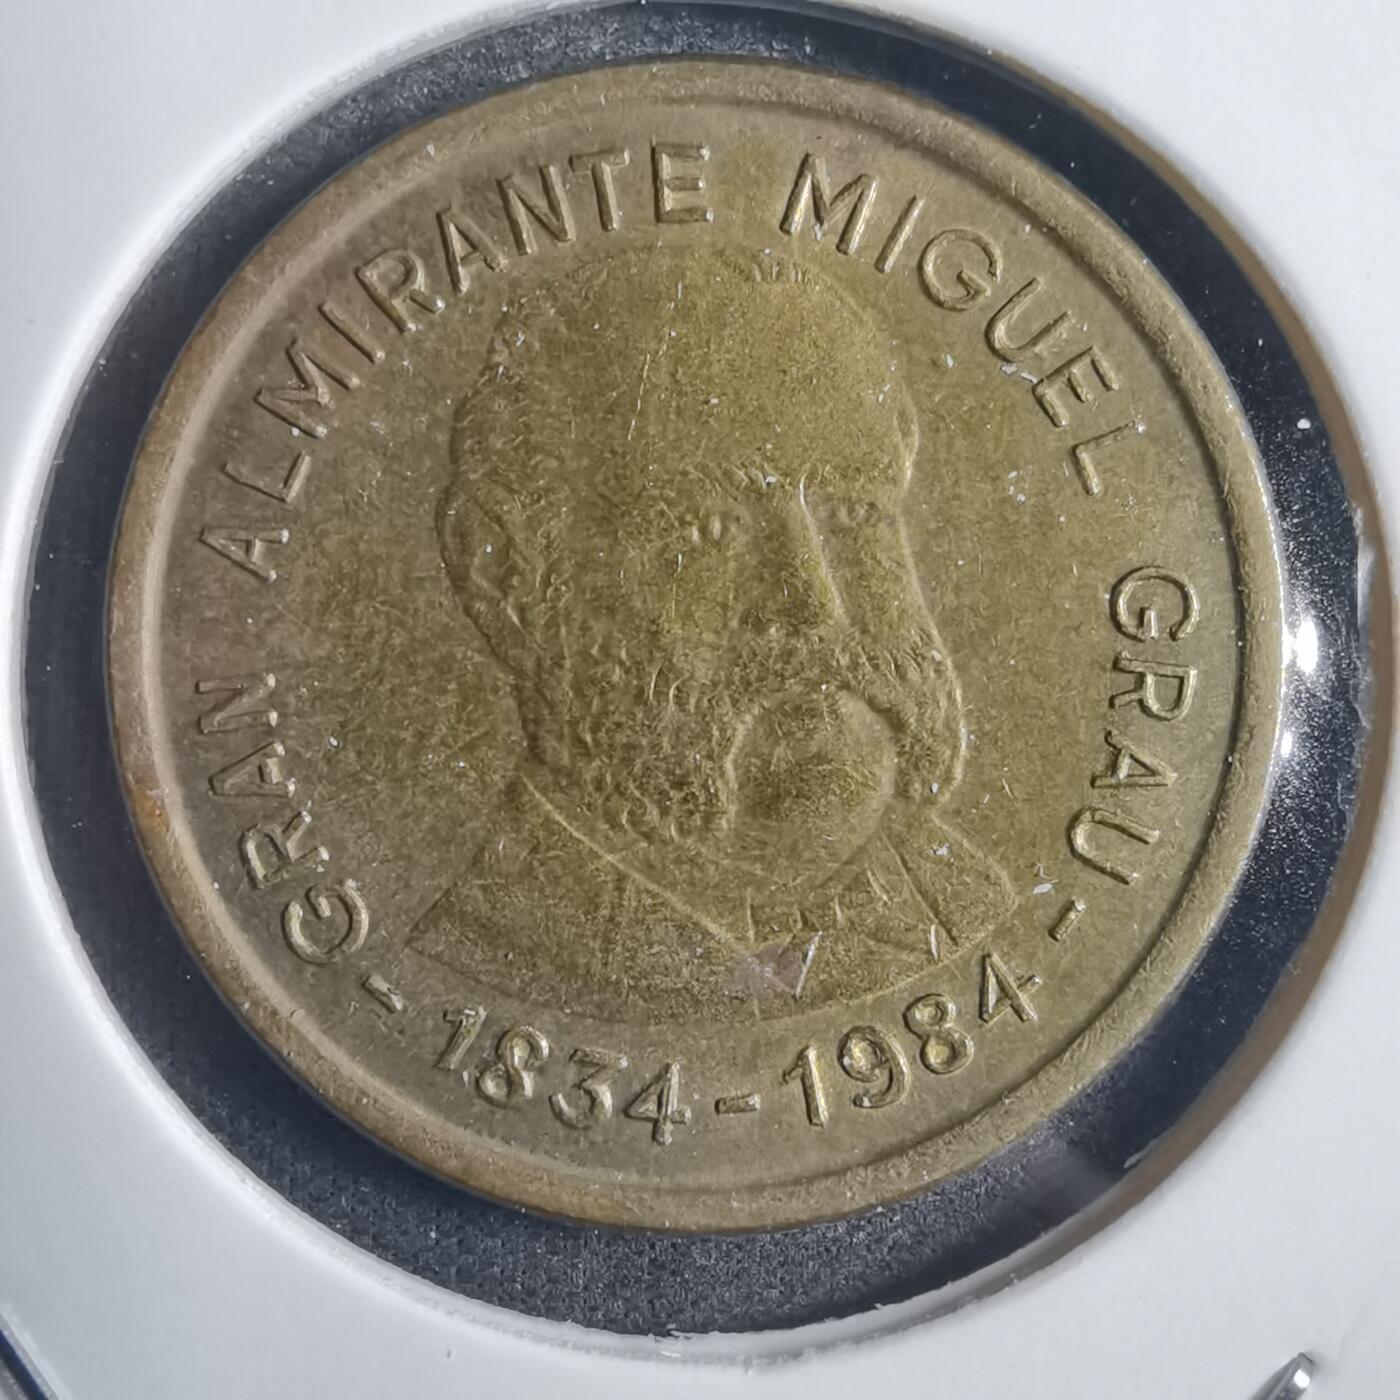 GRAN ALMIRANTE MIGUEL GRAU
- 1834 - 1984 -